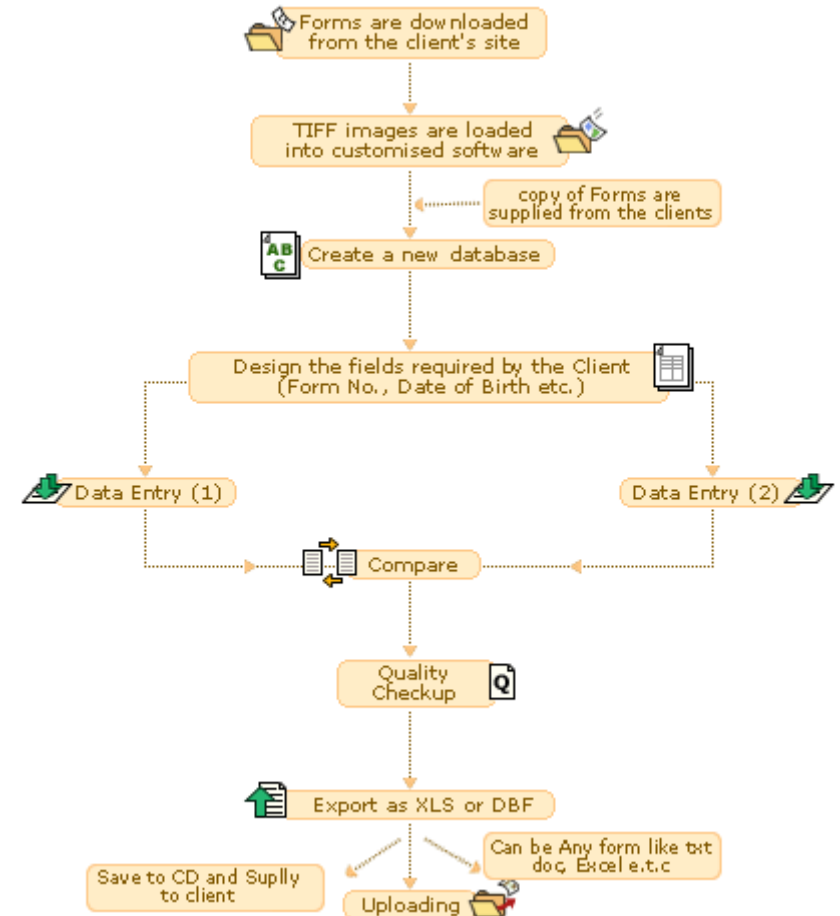 Forms are downloaded
from the client's site
TIFF images are loaded
into customised software
copy of Forms are
supplied from the clients
AB
C
Create a new database
Design the fields required by the Client
(Form No., Date of Birth etc.)
Data Entry (1)
Data Entry (2)
Compare
Quality
Checkup
Q
Export as XLS or DBF
Can be Any form like txt
doc, Excel e.t.c
Save to CD and Suplly
to client
Uploading